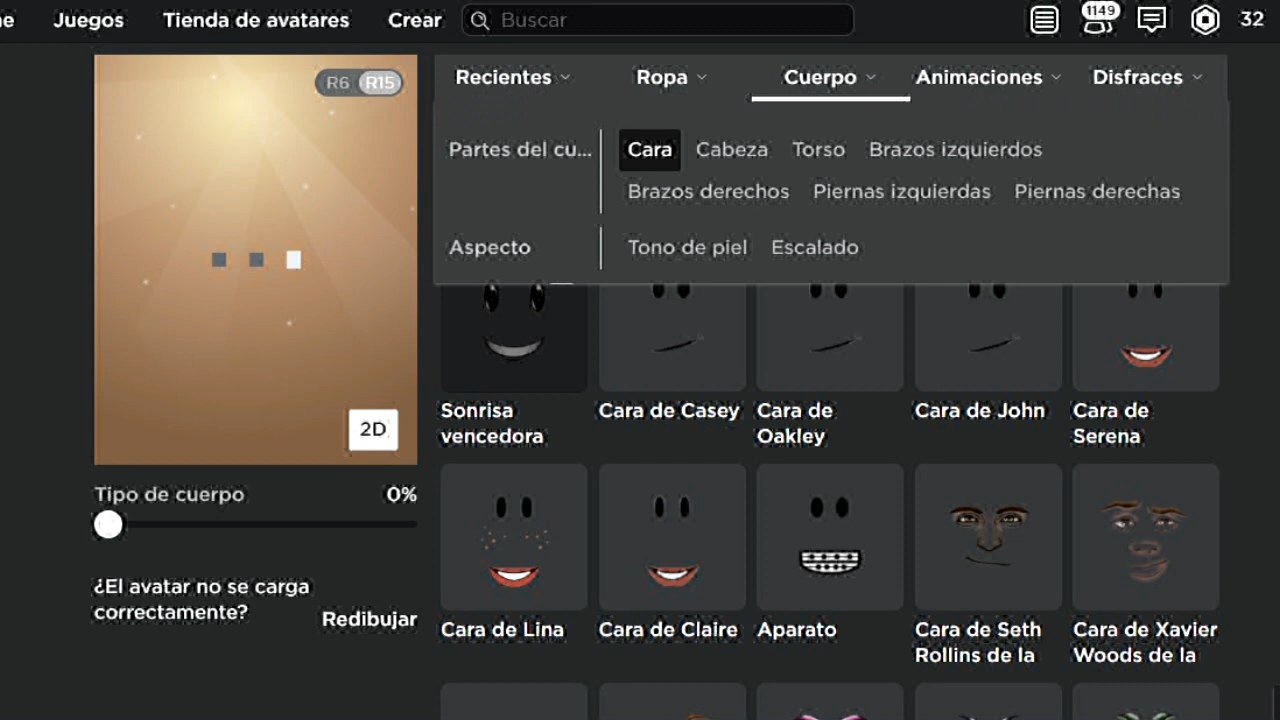 Juegos Tienda de avatares Crear Buscar 1149 32
R6 R15
Recientes Ropa Cuerpo Animaciones Disfraces
Partes del cu... Cara Cabeza Torso Brazos izquierdos
Brazos derechos Piernas izquierdas Piernas derechas
Aspecto Tono de piel Escalado
2D
Tipo de cuerpo 0%
¿El avatar no se carga
correctamente?
Redibujar
Sonrisa
vencedora
Cara de Casey
Cara de
Oakley
Cara de John
Cara de
Serena
Cara de Lina
Cara de Claire
Aparato
Cara de Seth
Rollins de la
Cara de Xavier
Woods de la